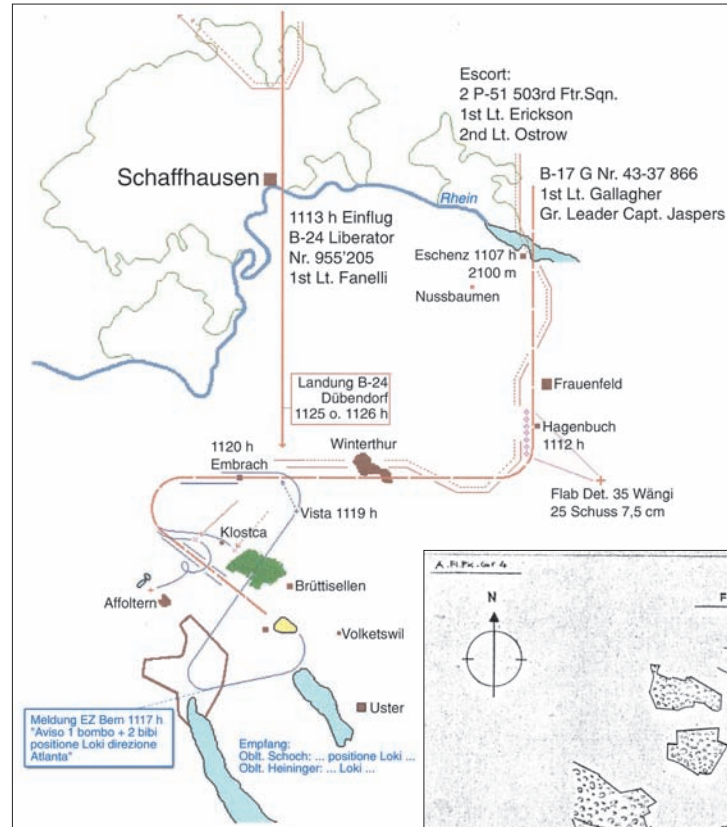 Escort:
2 P-51 503rd Ftr.Sqn.
1st Lt. Erickson
2nd Lt. Ostrow
B-17 G Nr. 43-37 866
1st Lt. Gallagher
Gr. Leader Capt. Jaspers
Schaffhausen
Rhein
1113 h Einflug
B-24 Liberator
Nr. 955'205
1st Lt. Fanelli
Eschenz 1107 h
2100 m
Nussbaumen
Landung B-24
Dübendorf
1125 o. 1126 h
Frauenfeld
Hagenbuch
1112 h
Winterthur
1120 h
Embrach
Flab Det. 35 Wängi
25 Schuss 7,5 cm
Vista 1119 h
Klostca
Brüttisellen
Affoltern
Volketswil
Uster
Meldung EZ Bern 1117 h
"Aviso 1 bombo + 2 bibi
positione Loki direzione
Atlanta"
Empfang:
Oblt. Schoch: ... positione Loki ...
Oblt. Heininger: ... Loki ...
N
F